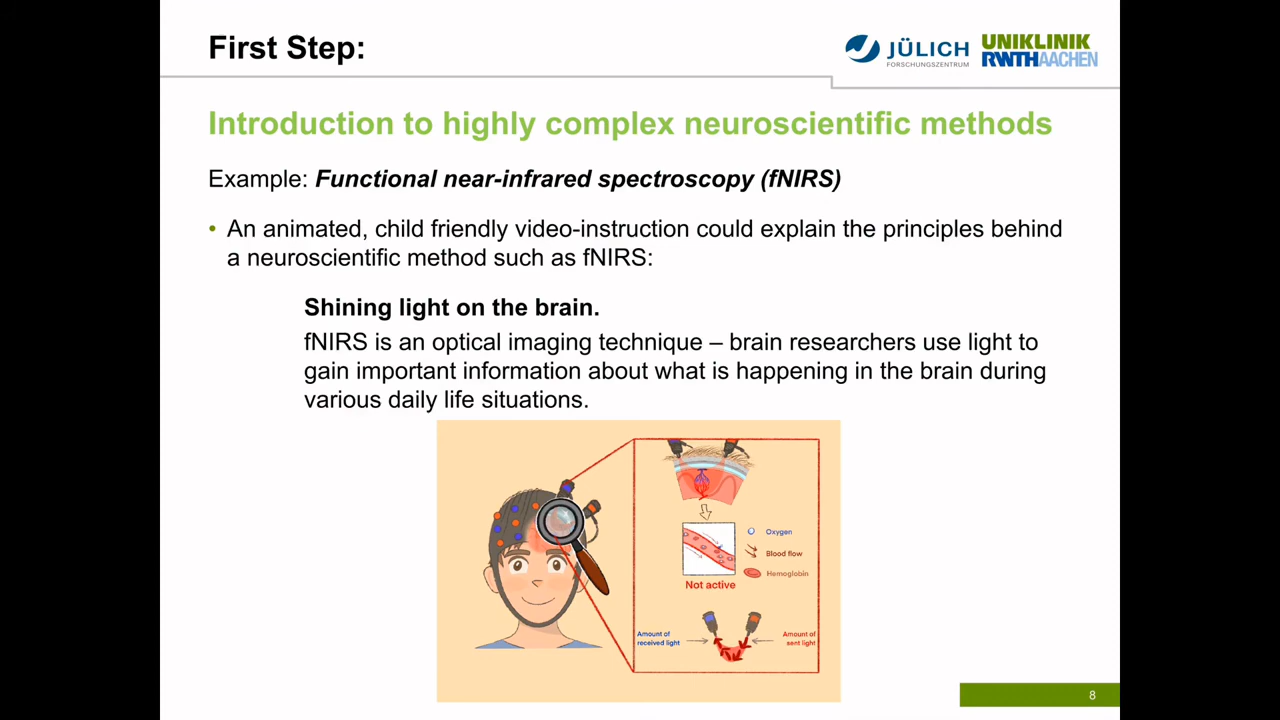 First Step:
JÜLICH
FORSCHUNGSZENTRUM
UNIKLINIK
RWTHAACHEN
Introduction to highly complex neuroscientific methods
Example: Functional near-infrared spectroscopy (fNIRS)
• An animated, child friendly video-instruction could explain the principles behind
a neuroscientific method such as fNIRS:
Shining light on the brain.
fNIRS is an optical imaging technique – brain researchers use light to
gain important information about what is happening in the brain during
various daily life situations.
Oxygen
Blood flow
Hemoglobin
Not active
Amount of
received light
Amount of
sent light
8